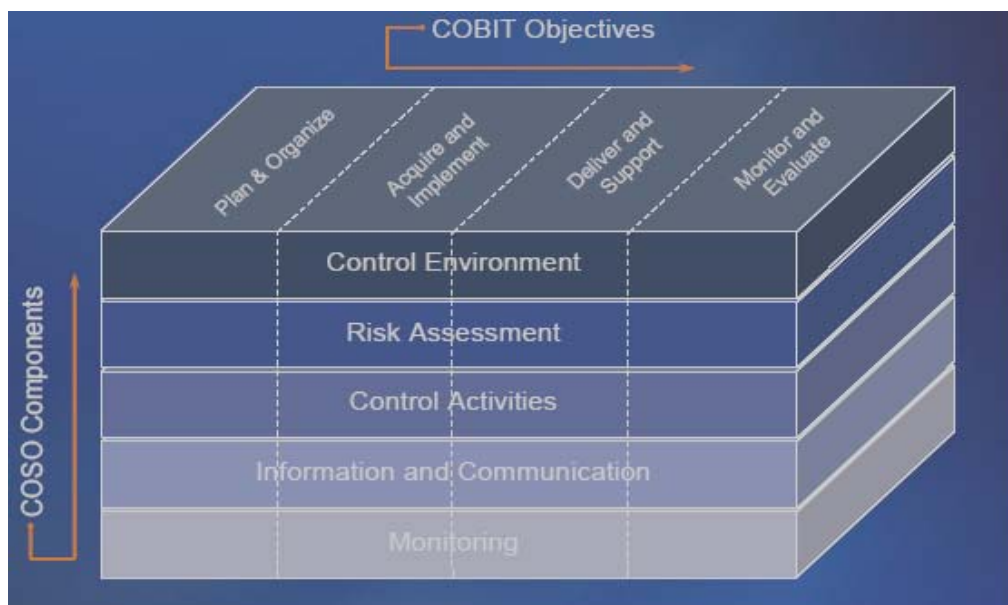 COBIT Objectives
Plan & Organize
Acquire and
Implement
Deliver and
Support
Monitor and
Evaluate
COSO Components
Control Environment
Risk Assessment
Control Activities
Information and Communication
Monitoring